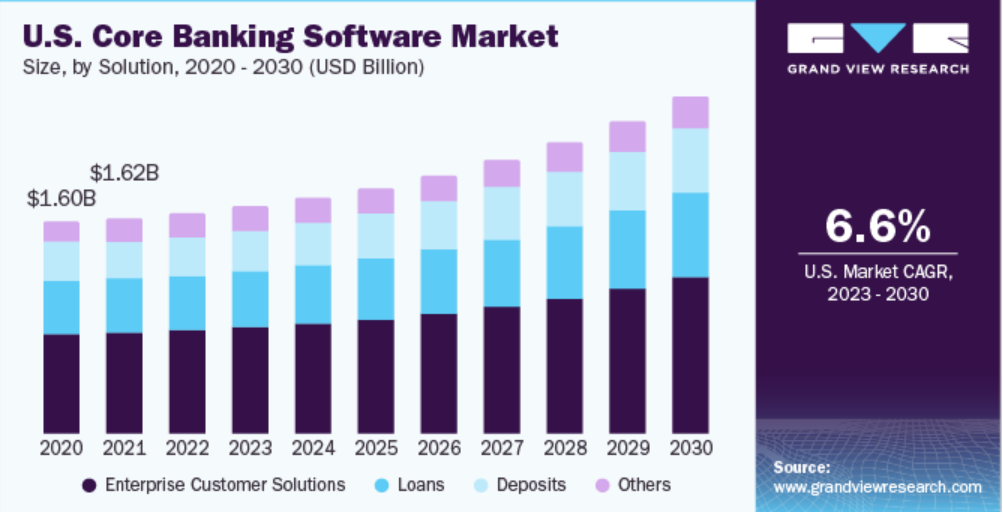 U.S. Core Banking Software Market
Size, by Solution, 2020 - 2030 (USD Billion)
$1.60B
$1.62B
2020 2021 2022 2023 2024 2025 2026 2027 2028 2029 2030
Enterprise Customer Solutions Loans Deposits Others
GRAND VIEW RESEARCH
6.6%
U.S. Market CAGR,
2023 - 2030
Source:
www.grandviewresearch.com